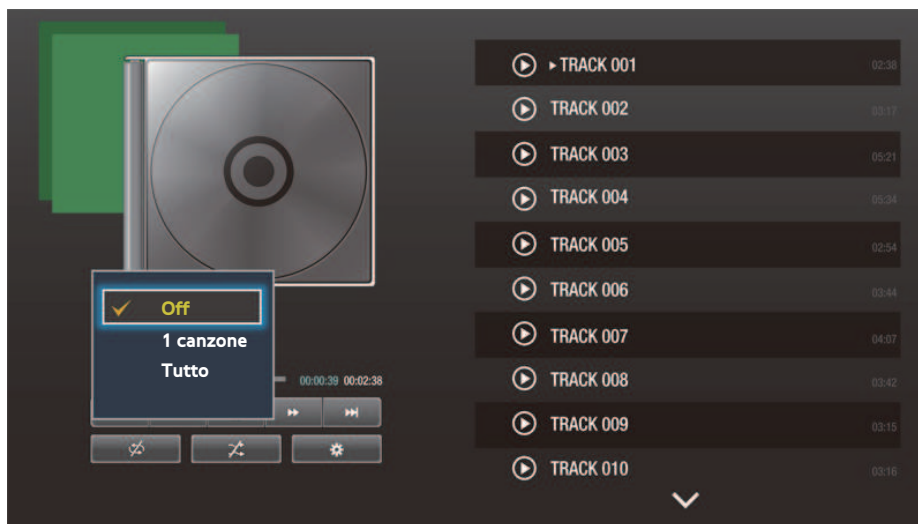 TRACK 001 02:38
TRACK 002 03:17
TRACK 003 05:21
TRACK 004 05:34
TRACK 005 02:54
TRACK 006 03:44
TRACK 007 04:07
TRACK 008 03:42
TRACK 009 03:15
TRACK 010 03:16
Off
1 canzone
Tutto
00:00:39 00:02:38